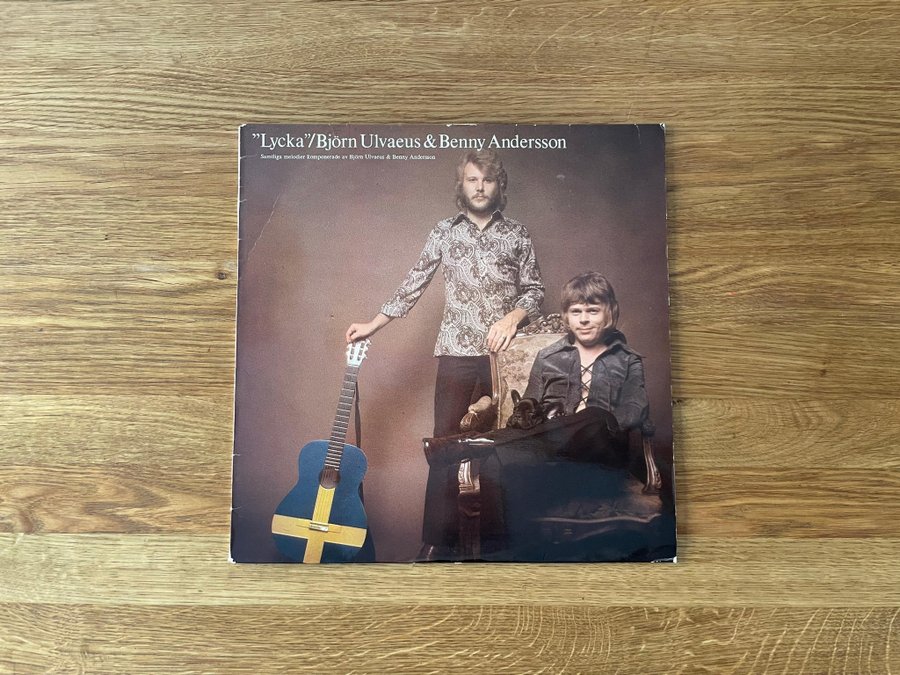 ”Lycka”/Björn Ulvaeus & Benny Andersson
Samtliga melodier komponerade av Björn Ulvaeus & Benny Andersson